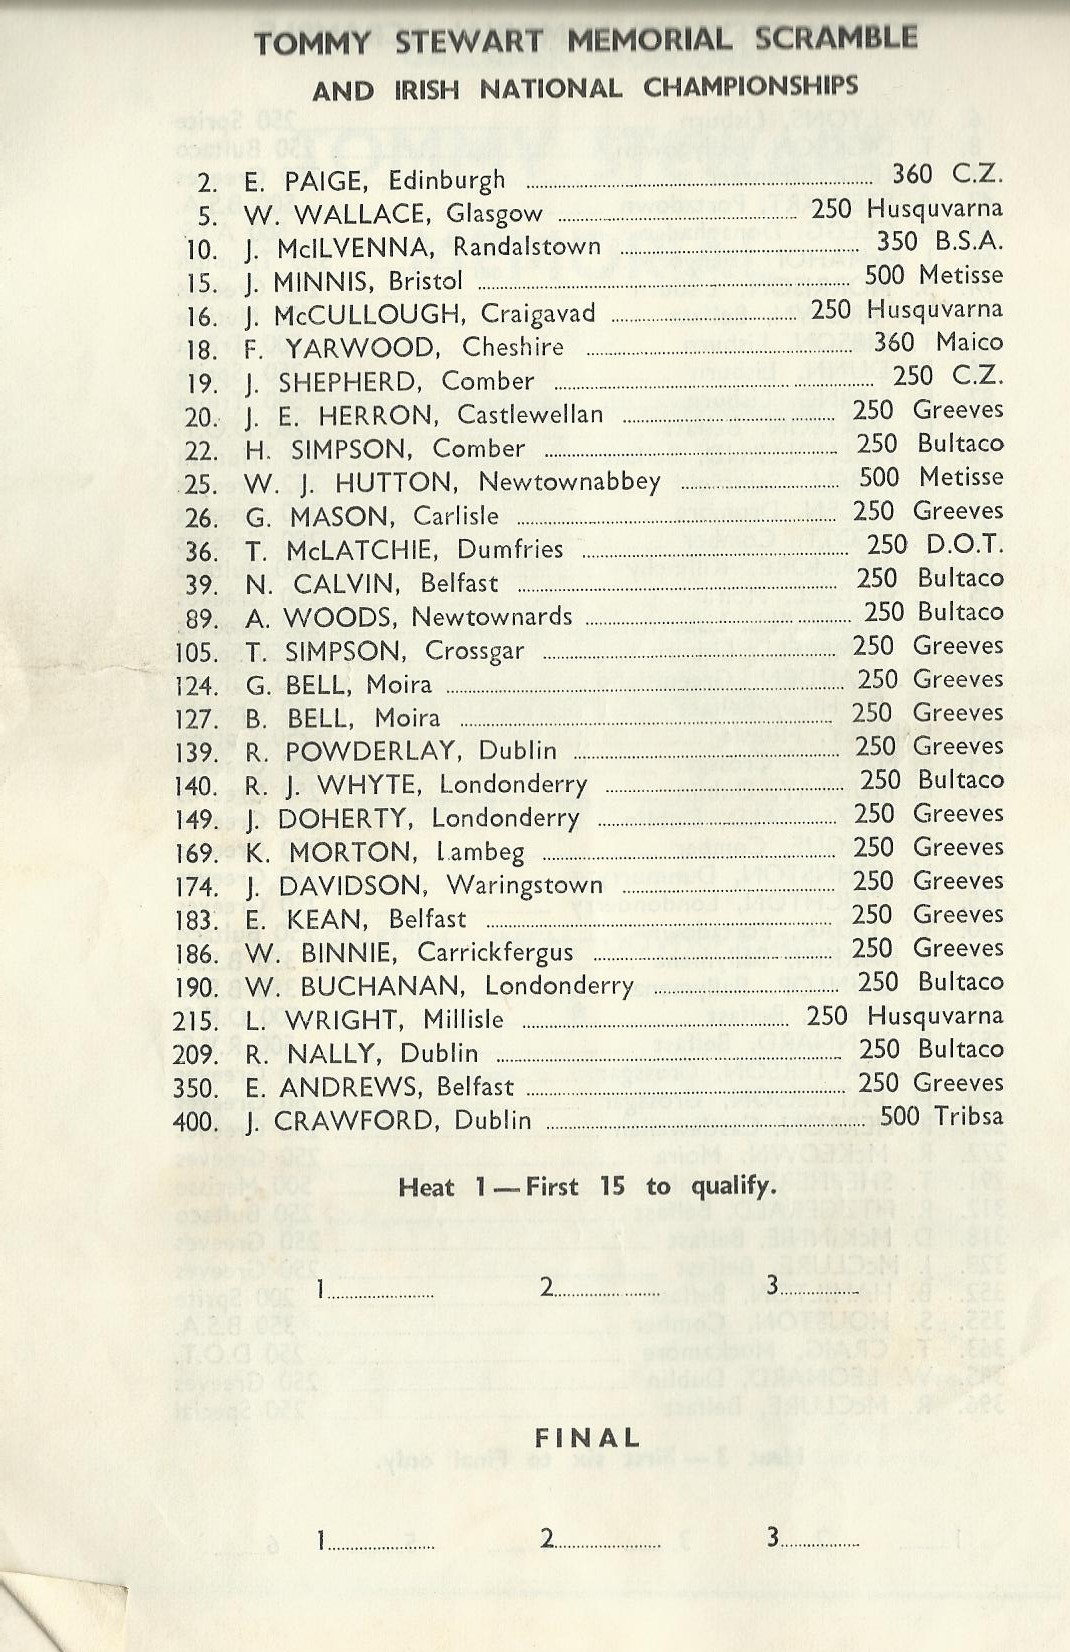 TOMMY STEWART MEMORIAL SCRAMBLE
AND IRISH NATIONAL CHAMPIONSHIPS
2. E. PAIGE, Edinburgh ........ 360 C.Z.
5. W. WALLACE, Glasgow ........ 250 Husquvarna
10. J. McILVENNA, Randalstown ........ 350 B.S.A.
15. J. MINNIS, Bristol ........ 500 Metisse
16. J. McCULLOUGH, Craigavad ........ 250 Husquvarna
18. F. YARWOOD, Cheshire ........ 360 Maico
19. J. SHEPHERD, Comber ........ 250 C.Z.
20. J. E. HERRON, Castlewellan ........ 250 Greeves
22. H. SIMPSON, Comber ........ 250 Bultaco
25. W. J. HUTTON, Newtownabbey ........ 500 Metisse
26. G. MASON, Carlisle ........ 250 Greeves
36. T. McLATCHIE, Dumfries ........ 250 D.O.T.
39. N. CALVIN, Belfast ........ 250 Bultaco
89. A. WOODS, Newtownards ........ 250 Bultaco
105. T. SIMPSON, Crossgar ........ 250 Greeves
124. G. BELL, Moira ........ 250 Greeves
127. B. BELL, Moira ........ 250 Greeves
139. R. POWDERLAY, Dublin ........ 250 Greeves
140. R. J. WHYTE, Londonderry ........ 250 Bultaco
149. J. DOHERTY, Londonderry ........ 250 Greeves
169. K. MORTON, Lambeg ........ 250 Greeves
174. J. DAVIDSON, Waringstown ........ 250 Greeves
183. E. KEAN, Belfast ........ 250 Greeves
186. W. BINNIE, Carrickfergus ........ 250 Greeves
190. W. BUCHANAN, Londonderry ........ 250 Bultaco
215. L. WRIGHT, Millisle ........ 250 Husquvarna
209. R. NALLY, Dublin ........ 250 Bultaco
350. E. ANDREWS, Belfast ........ 250 Greeves
400. J. CRAWFORD, Dublin ........ 500 Tribsa
Heat 1—First 15 to qualify.
1........ 2........ 3........
FINAL
1........ 2........ 3........